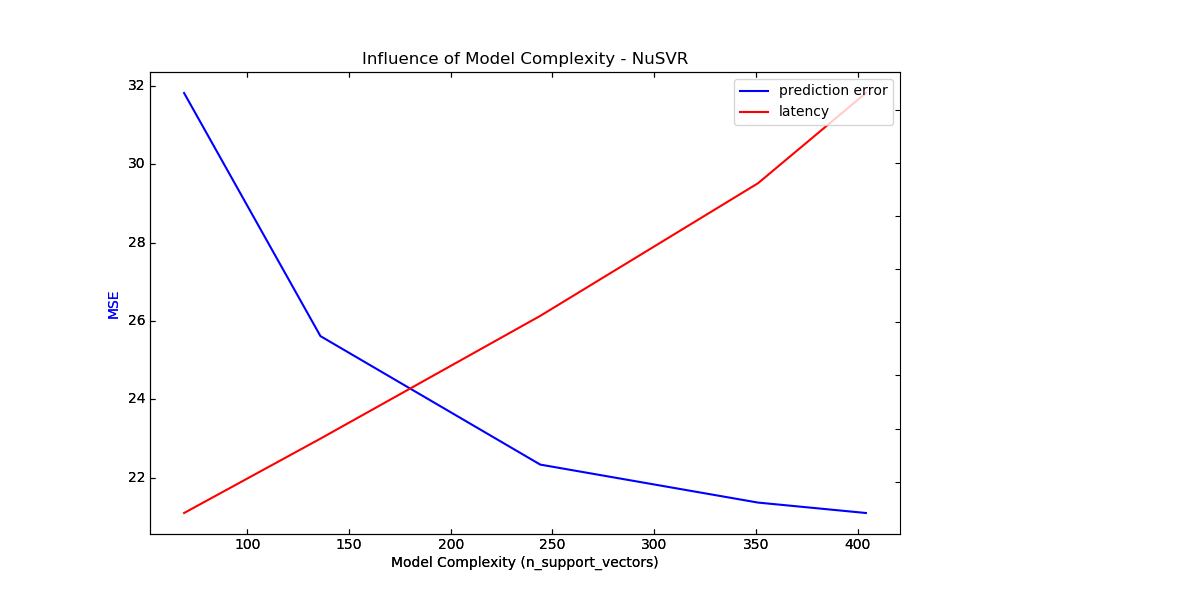 Influence of Model Complexity - NuSVR
prediction error
latency
MSE
32
30
28
26
24
22
100 150 200 250 300 350 400
Model Complexity (n_support_vectors)